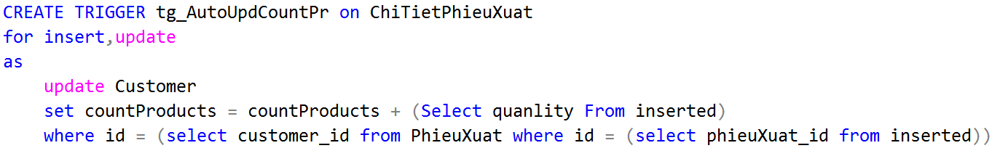 CREATE TRIGGER tg_AutoUpdCountPr on ChiTietPhieuXuat
for insert,update
as
update Customer
set countProducts = countProducts + (Select quanlity From inserted)
where id = (select customer_id from PhieuXuat where id = (select phieuXuat_id from inserted))